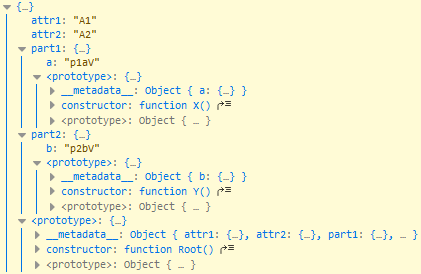 {…}
attr1: "A1"
attr2: "A2"
part1: {…}
a: "p1aV"
<prototype>: {…}
__metadata__: Object { a: {…} }
constructor: function X()
<prototype>: Object { … }
part2: {…}
b: "p2bV"
<prototype>: {…}
__metadata__: Object { b: {…} }
constructor: function Y()
<prototype>: Object { … }
<prototype>: {…}
__metadata__: Object { attr1: {…}, attr2: {…}, part1: {…}, … }
constructor: function Root()
<prototype>: Object { … }